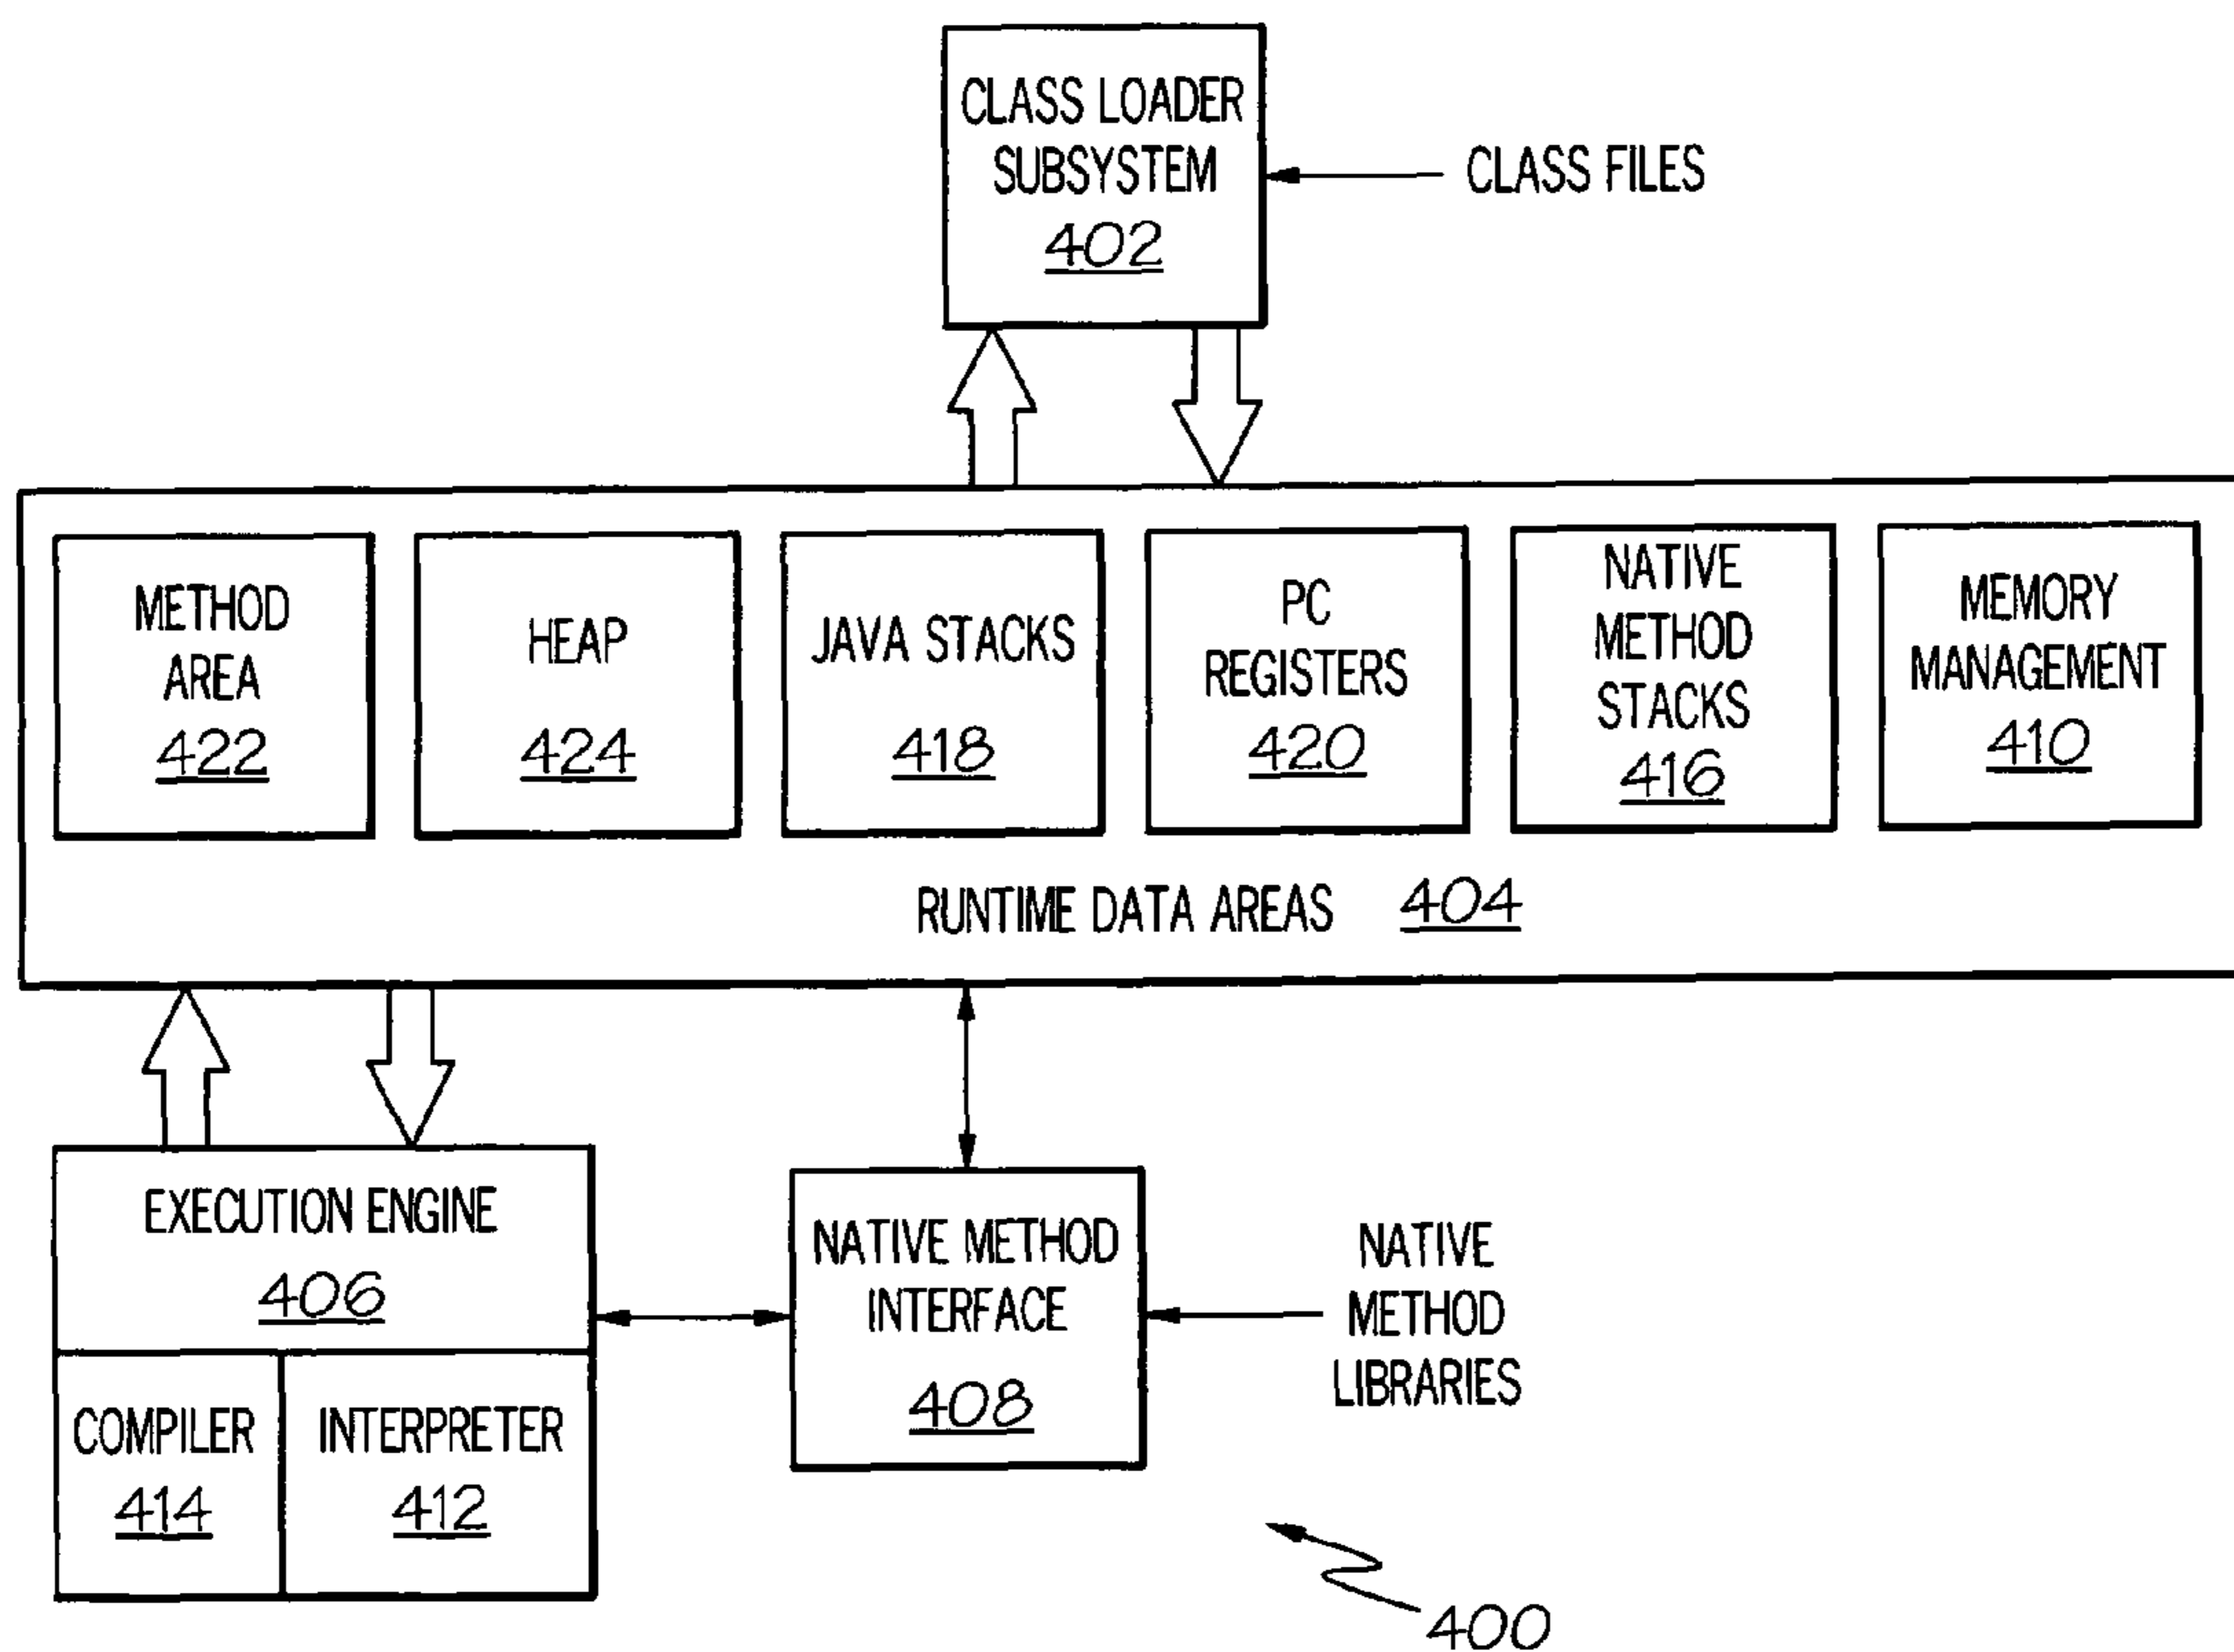 CLASS LOADER
SUBSYSTEM
402
CLASS FILES
METHOD
AREA
422
HEAP
424
JAVA STACKS
418
PC
REGISTERS
420
NATIVE
METHOD
STACKS
416
MEMORY
MANAGEMENT
410
RUNTIME DATA AREAS 404
EXECUTION ENGINE
406
COMPILER
414
INTERPRETER
412
NATIVE METHOD
INTERFACE
408
NATIVE
METHOD
LIBRARIES
400